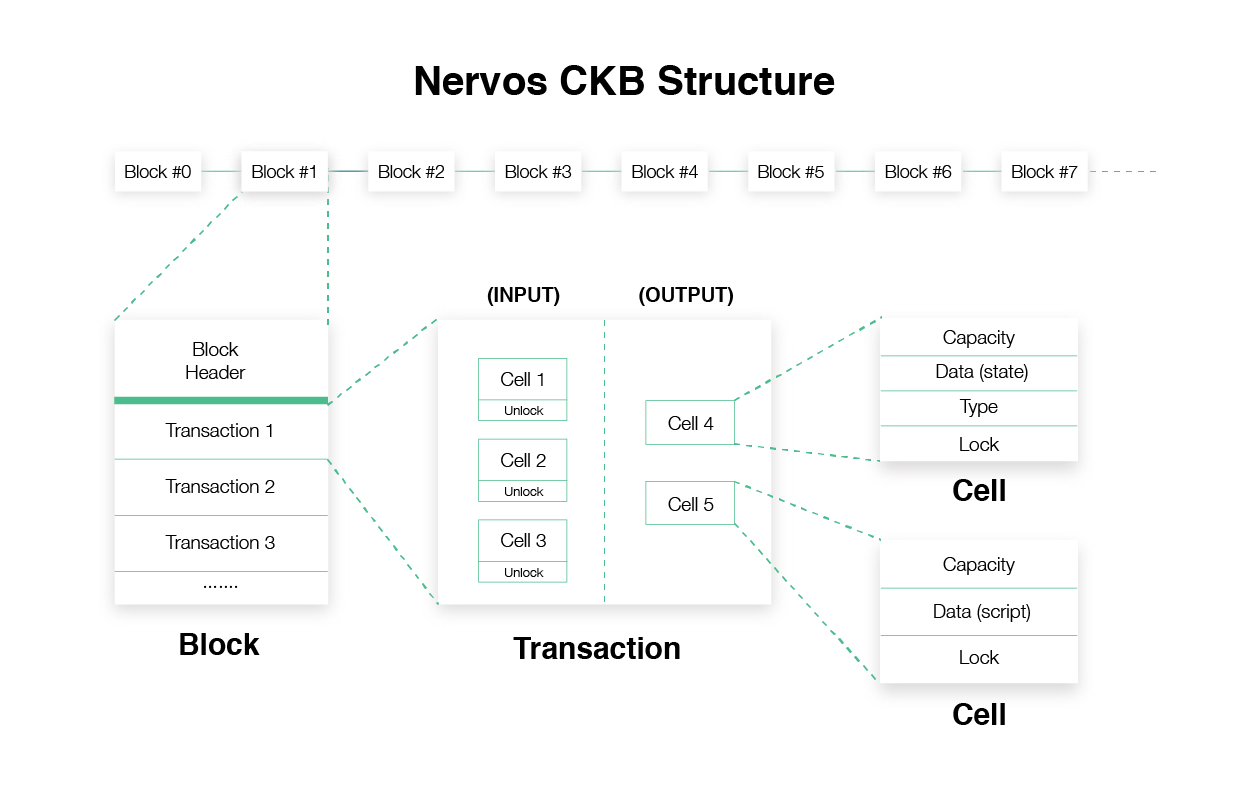 Nervos CKB Structure
Block #0
Block #1
Block #2
Block #3
Block #4
Block #5
Block #6
Block #7
Block
Header
Transaction 1
Transaction 2
Transaction 3
.......
Block
(INPUT)
(OUTPUT)
Cell 1
Unlock
Cell 2
Unlock
Cell 3
Unlock
Cell 4
Cell 5
Transaction
Capacity
Data (state)
Type
Lock
Cell
Capacity
Data (script)
Lock
Cell